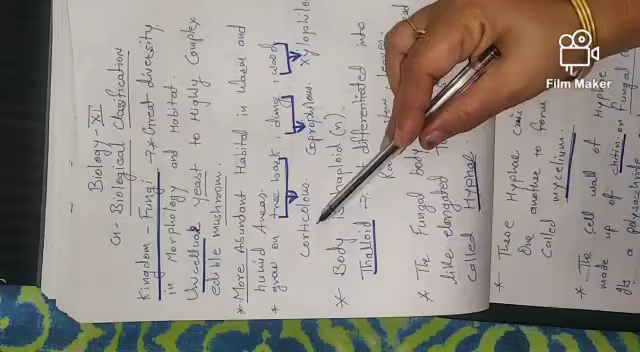 Biology - XI
Ch- Biological Classification
Kingdom - Fungi → * Great diversity.
in Morphology and Habitat.
Unicellular Yeast to Highly Complex
edible mushroom.
* More Abundant Habitat in Warm and
humid Areas.
* grow on tree bark, dung, wood
Corticolous. Coprophilous. Xylophilo
* Body is haploid (n).
Thalloid → differentiated into
* The Fungal body
like elongated
called Hyphae
* These Hyphae
one another to form
called mycelium.
* The cell wall of Hyphae
made up of chitin or Fungal
Its a polysacch
Film Maker